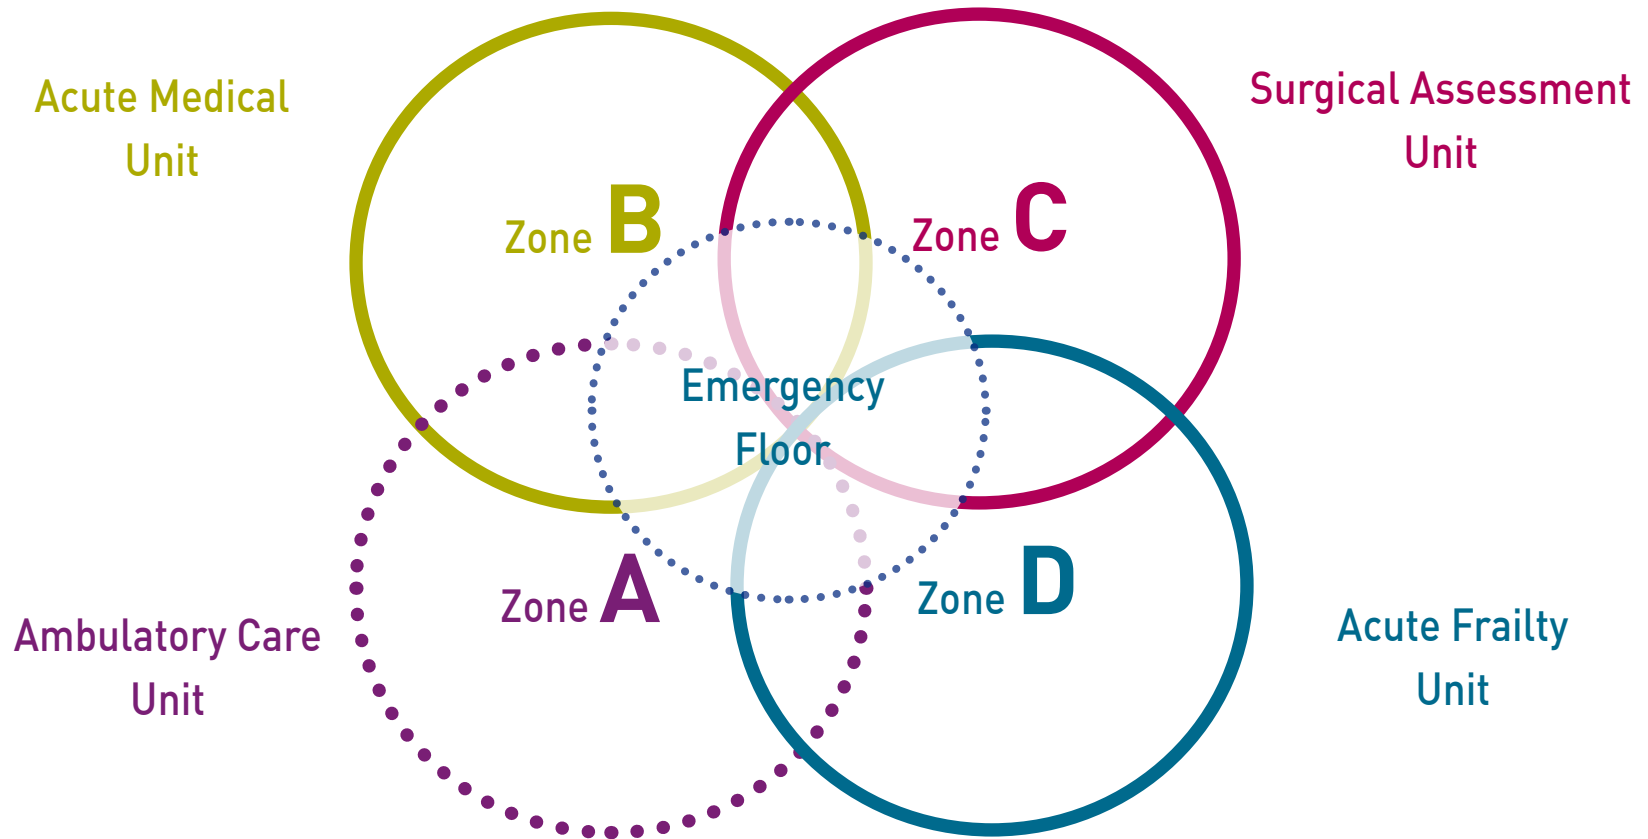 Acute Medical
Unit
Surgical Assessment
Unit
Zone B
Zone C
Emergency
Floor
Zone A
Zone D
Ambulatory Care
Unit
Acute Frailty
Unit